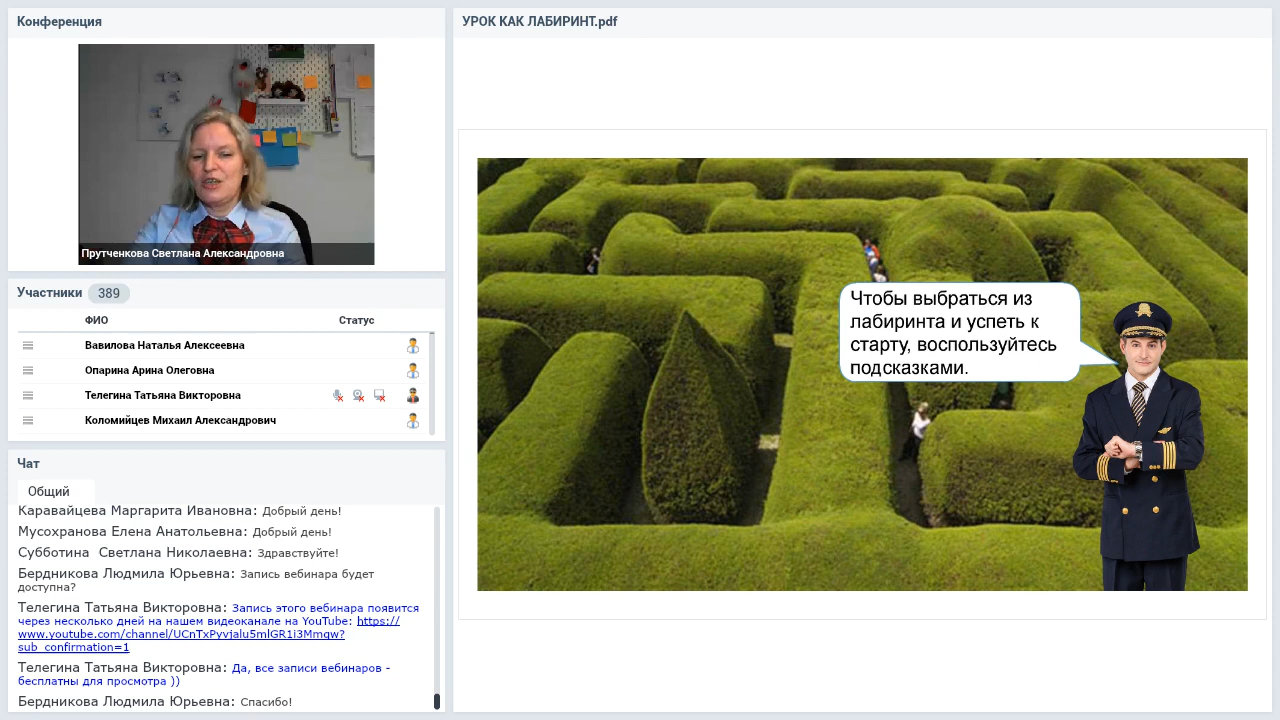 Конференция
Прутченкова Светлана Александровна
Участники 389
ФИО Статус
Вавилова Наталья Алексеевна
Опарина Арина Олеговна
Телегина Татьяна Викторовна
Коломийцев Михаил Александрович
Чат
Общий
Каравайцева Маргарита Ивановна: Добрый день!
Мусохранова Елена Анатольевна: Добрый день!
Субботина Светлана Николаевна: Здравствуйте!
Бердникова Людмила Юрьевна: Запись вебинара будет
доступна?
Телегина Татьяна Викторовна: Запись этого вебинара появится
через несколько дней на нашем видеоканале на YouTube: https://
www.youtube.com/channel/UCnTxPyvjalu5mlGR1i3Mmqw?
sub_confirmation=1
Телегина Татьяна Викторовна: Да, все записи вебинаров -
бесплатны для просмотра ))
Бердникова Людмила Юрьевна: Спасибо!
УРОК КАК ЛАБИРИНТ.pdf
Чтобы выбраться из
лабиринта и успеть к
старту, воспользуйтесь
подсказками.